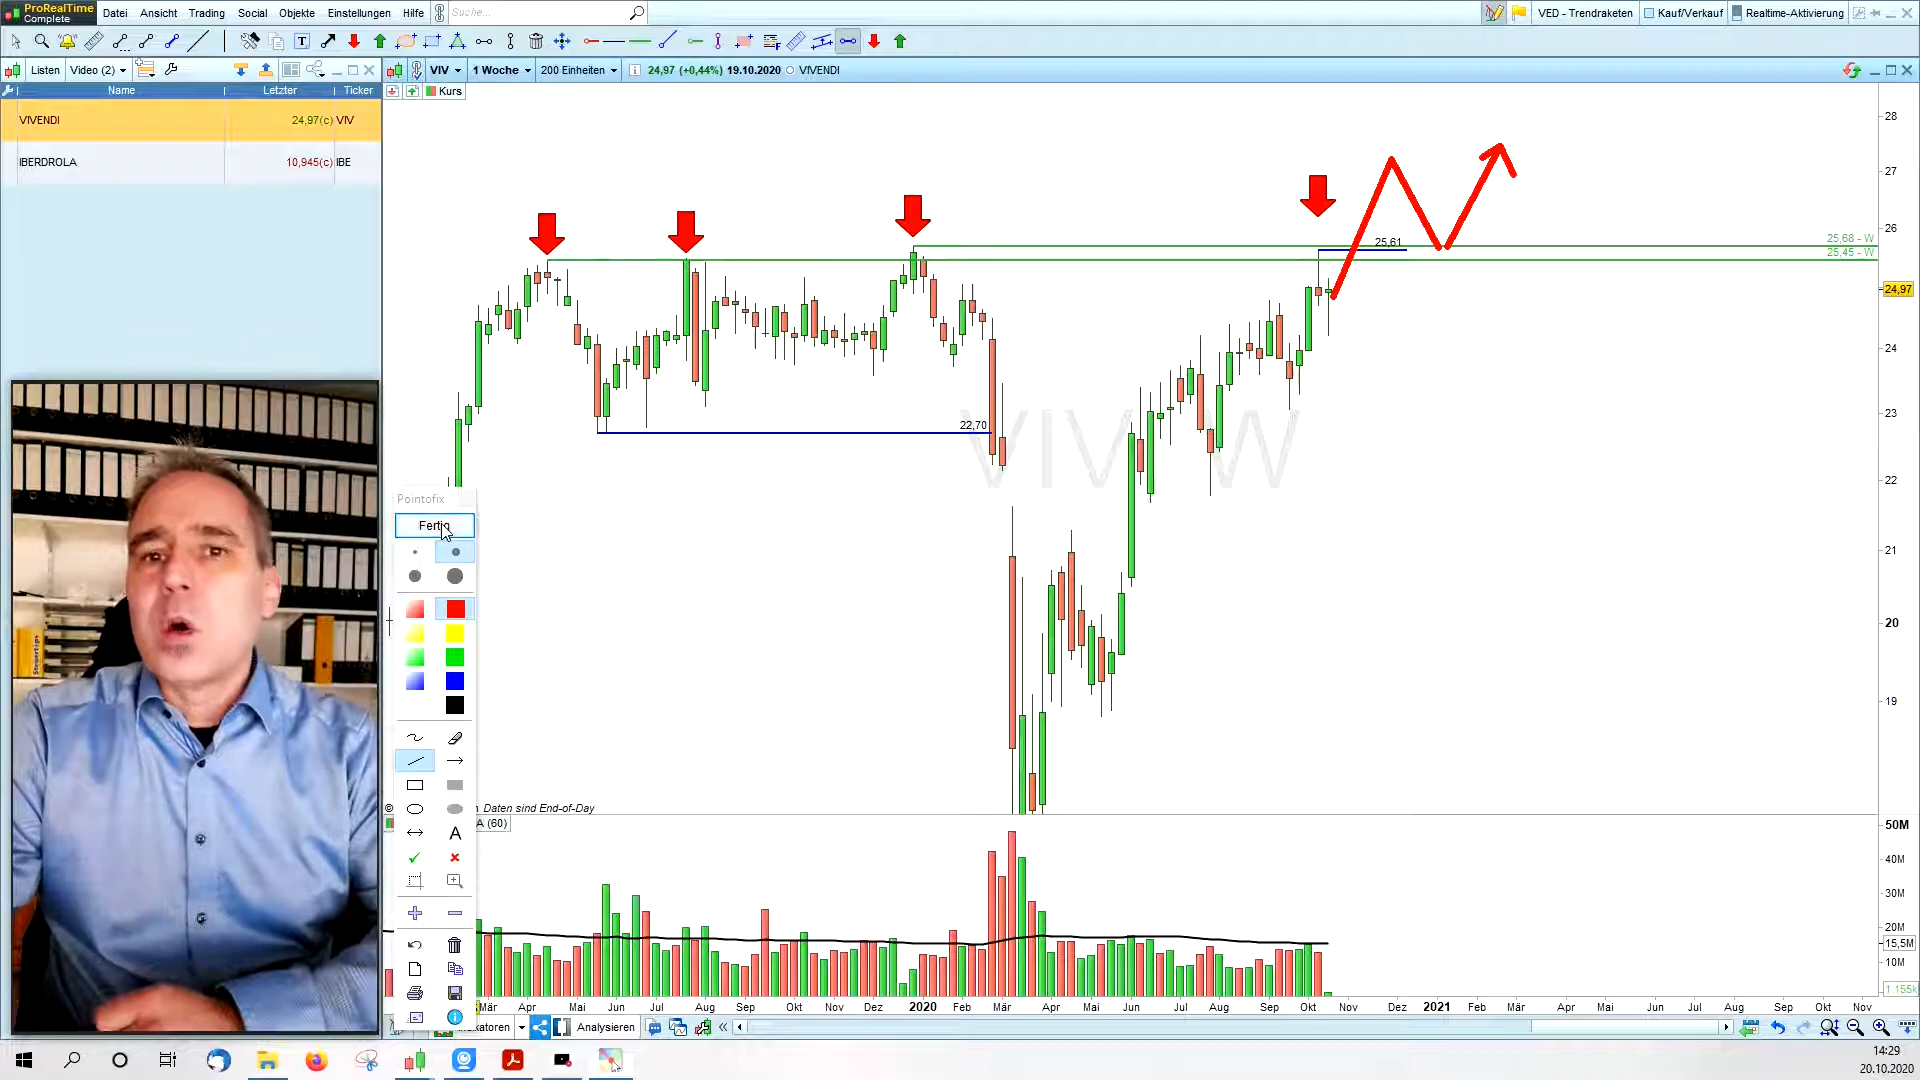 ProRealTime
Complete
Datei Ansicht Trading Social Objekte Einstellungen Hilfe Suche...
VED - Trendraketen Kauf/Verkauf Realtime-Aktivierung
Listen Video (2)
VIV 1 Woche 200 Einheiten 24,97 (+0,44%) 19.10.2020 VIVENDI
Name Letzter Ticker
Kurs
VIVENDI 24,97(c) VIV
IBERDROLA 10,945(c) IBE
28
27
26
25,68 - W
25,61
25,45 - W
24,97
24
23
22,70
VIV W
22
21
20
19
Pointofix
Fertig
A
Daten sind End-of-Day
A (60)
50M
40M
30M
20M
15,5M
10M
1 155k
Mär Apr Mai Jun Jul Aug Sep Okt Nov Dez 2020 Feb Mär Apr Mai Jun Jul Aug Sep Okt Nov Dez 2021 Feb Mär Apr Mai Jun Jul Aug Sep Okt Nov
Analysieren
Steuertipps
14:29
20.10.2020